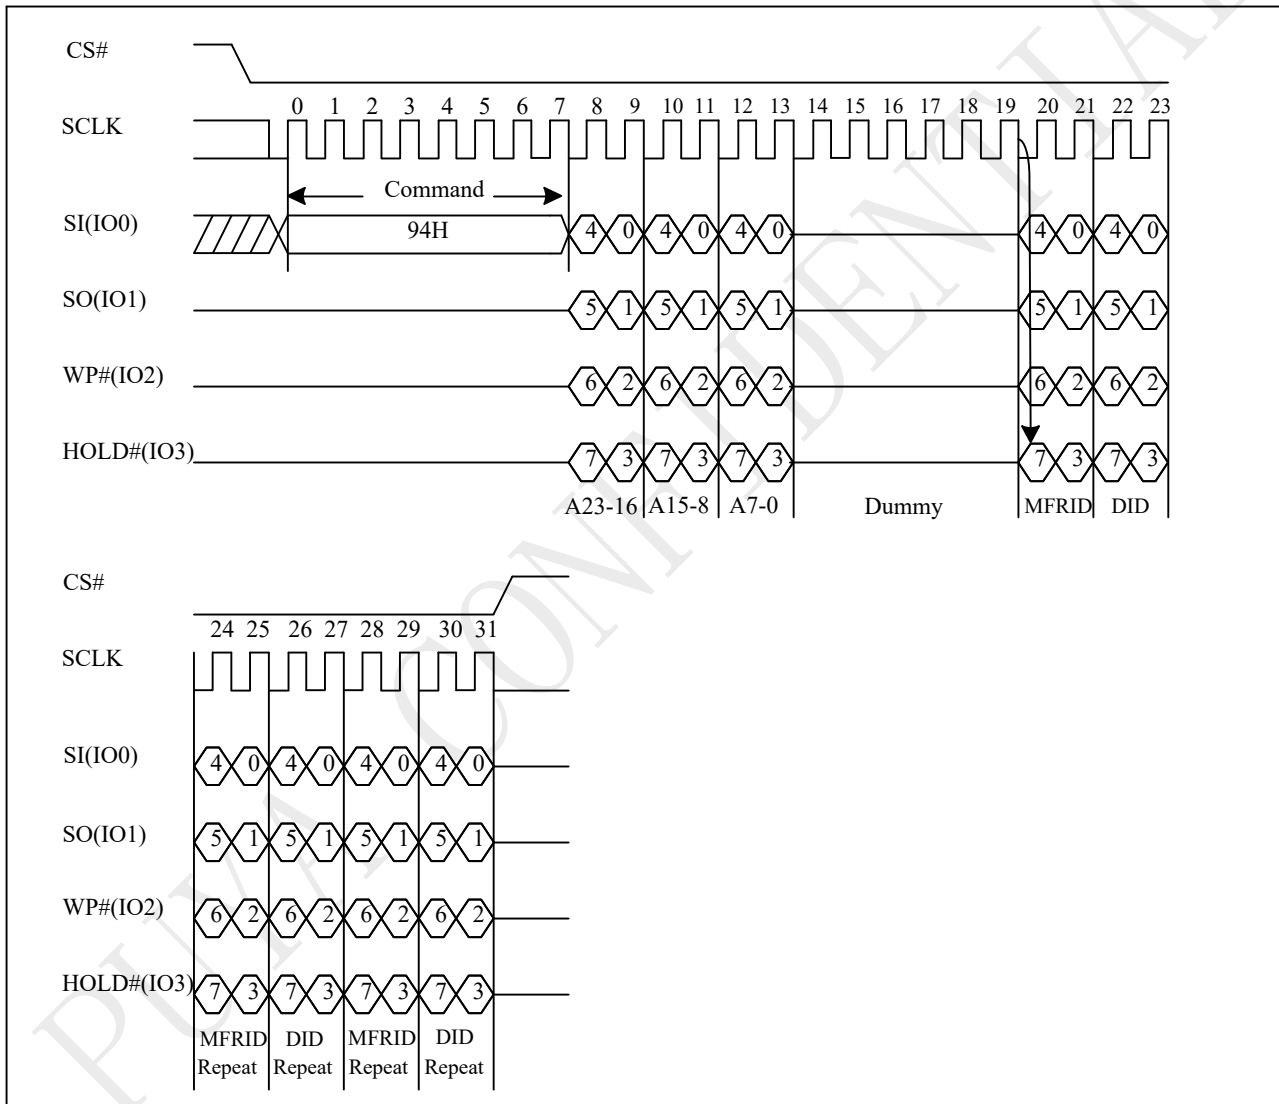 CS#
0 1 2 3 4 5 6 7 8 9 10 11 12 13 14 15 16 17 18 19 20 21 22 23
SCLK
Command
SI(IO0) 94H 4 0 4 0 4 0 4 0 4 0
SO(IO1) 5 1 5 1 5 1 5 1 5 1
WP#(IO2) 6 2 6 2 6 2 6 2 6 2
HOLD#(IO3) 7 3 7 3 7 3 7 3 7 3
A23-16 A15-8 A7-0 Dummy MFRID DID
CS#
24 25 26 27 28 29 30 31
SCLK
SI(IO0) 4 0 4 0 4 0 4 0
SO(IO1) 5 1 5 1 5 1 5 1
WP#(IO2) 6 2 6 2 6 2 6 2
HOLD#(IO3) 7 3 7 3 7 3 7 3
MFRID DID MFRID DID
Repeat Repeat Repeat Repeat
PUYA CONFIDENTIAL